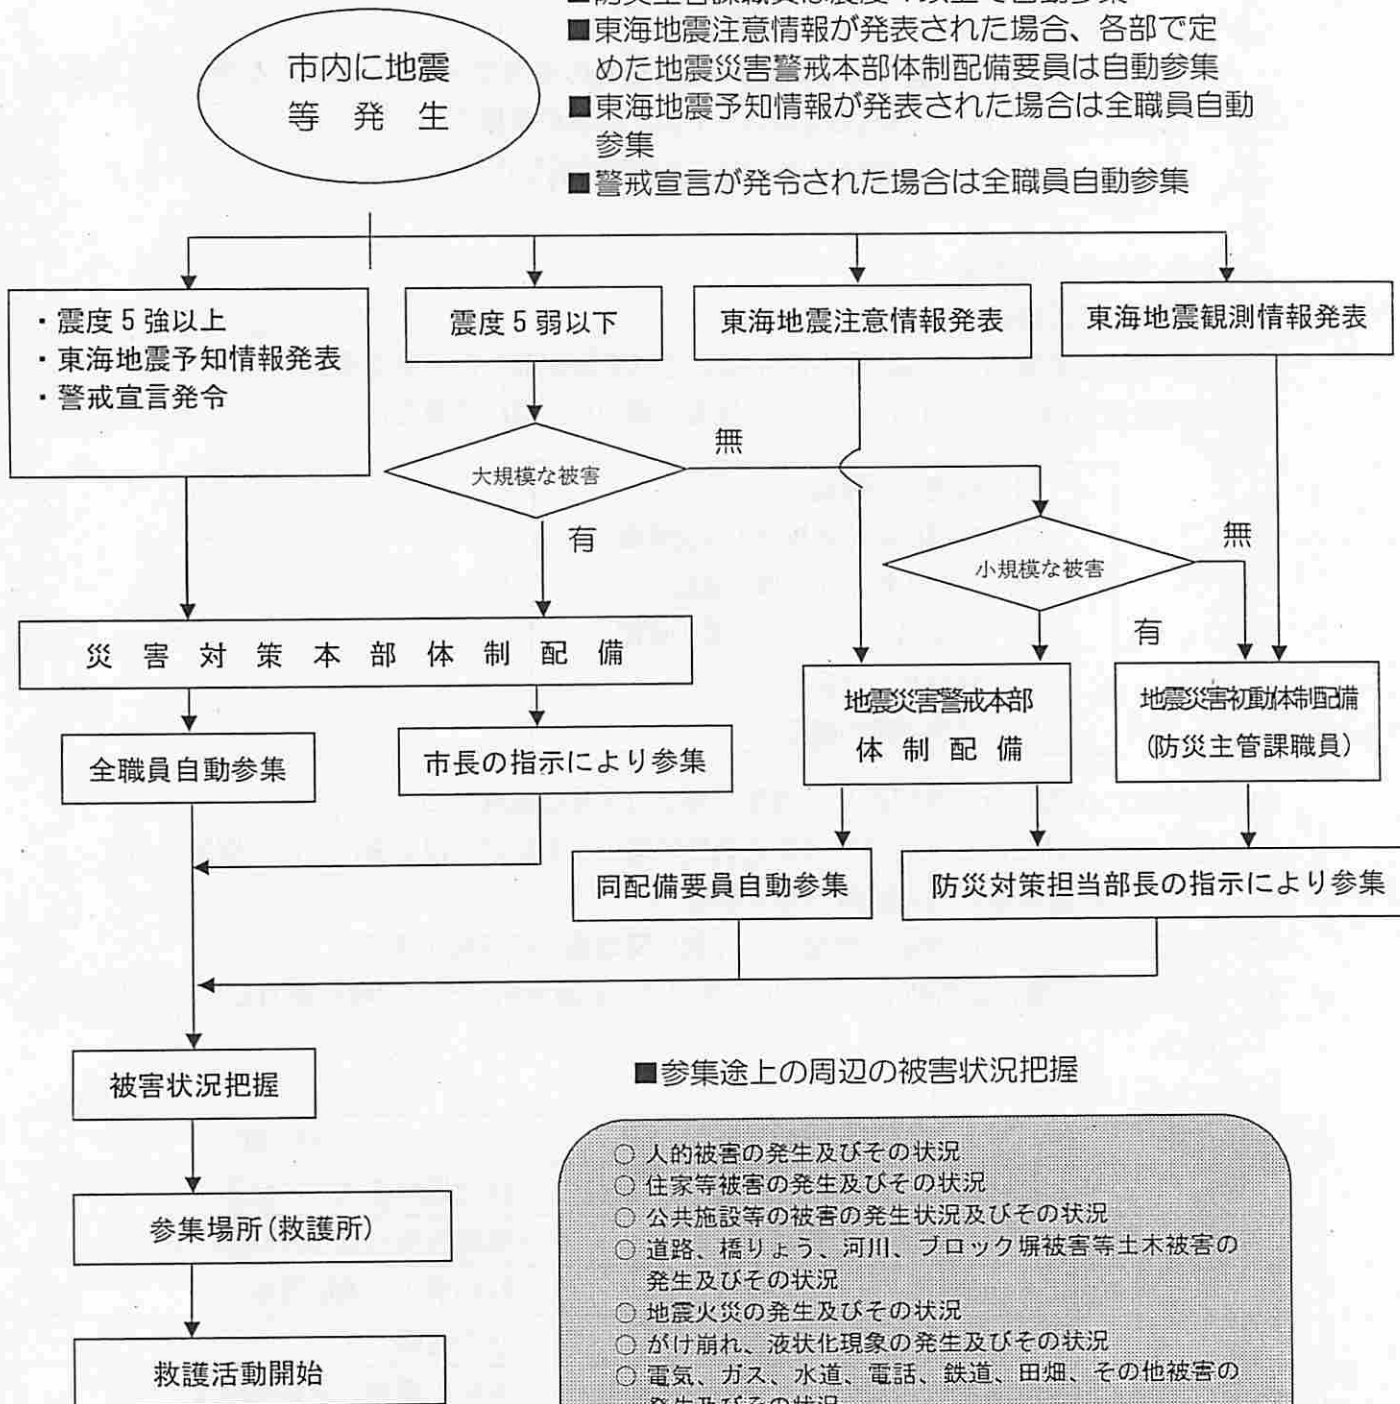 ■東海地震注意情報が発表された場合、各部で定
めた地震災害警戒本部体制配備要員は自動参集
■東海地震予知情報が発表された場合は全職員自動
参集
■警戒宣言が発令された場合は全職員自動参集
市内に地震
等 発 生
・震度5強以上
・東海地震予知情報発表
・警戒宣言発令
震度5弱以下
東海地震注意情報発表
東海地震観測情報発表
大規模な被害
無
有
小規模な被害
無
有
災 害 対 策 本 部 体 制 配 備
地震災害警戒本部
体 制 配 備
地震災害初動体制配備
(防災主管課職員)
全職員自動参集
市長の指示により参集
同配備要員自動参集
防災対策担当部長の指示により参集
被害状況把握
参集場所(救護所)
救護活動開始
■参集途上の周辺の被害状況把握
○ 人的被害の発生及びその状況
○ 住家等被害の発生及びその状況
○ 公共施設等の被害の発生状況及びその状況
○ 道路、橋りょう、河川、ブロック塀被害等土木被害の
発生及びその状況
○ 地震火災の発生及びその状況
○ がけ崩れ、液状化現象の発生及びその状況
○ 電気、ガス、水道、電話、鉄道、田畑、その他被害の